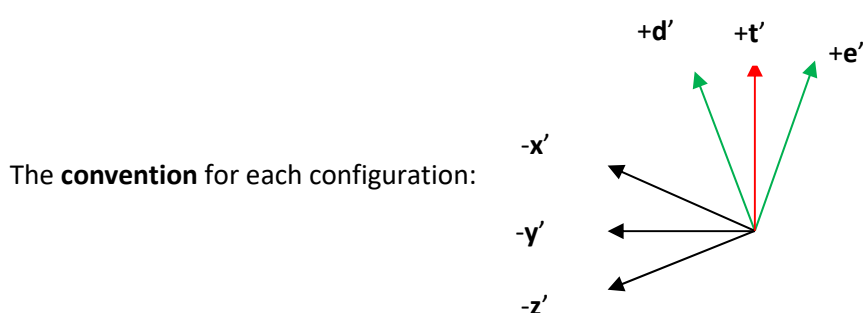 +d’
+t’
+e’
-x’
The convention for each configuration:
-y’
-z’